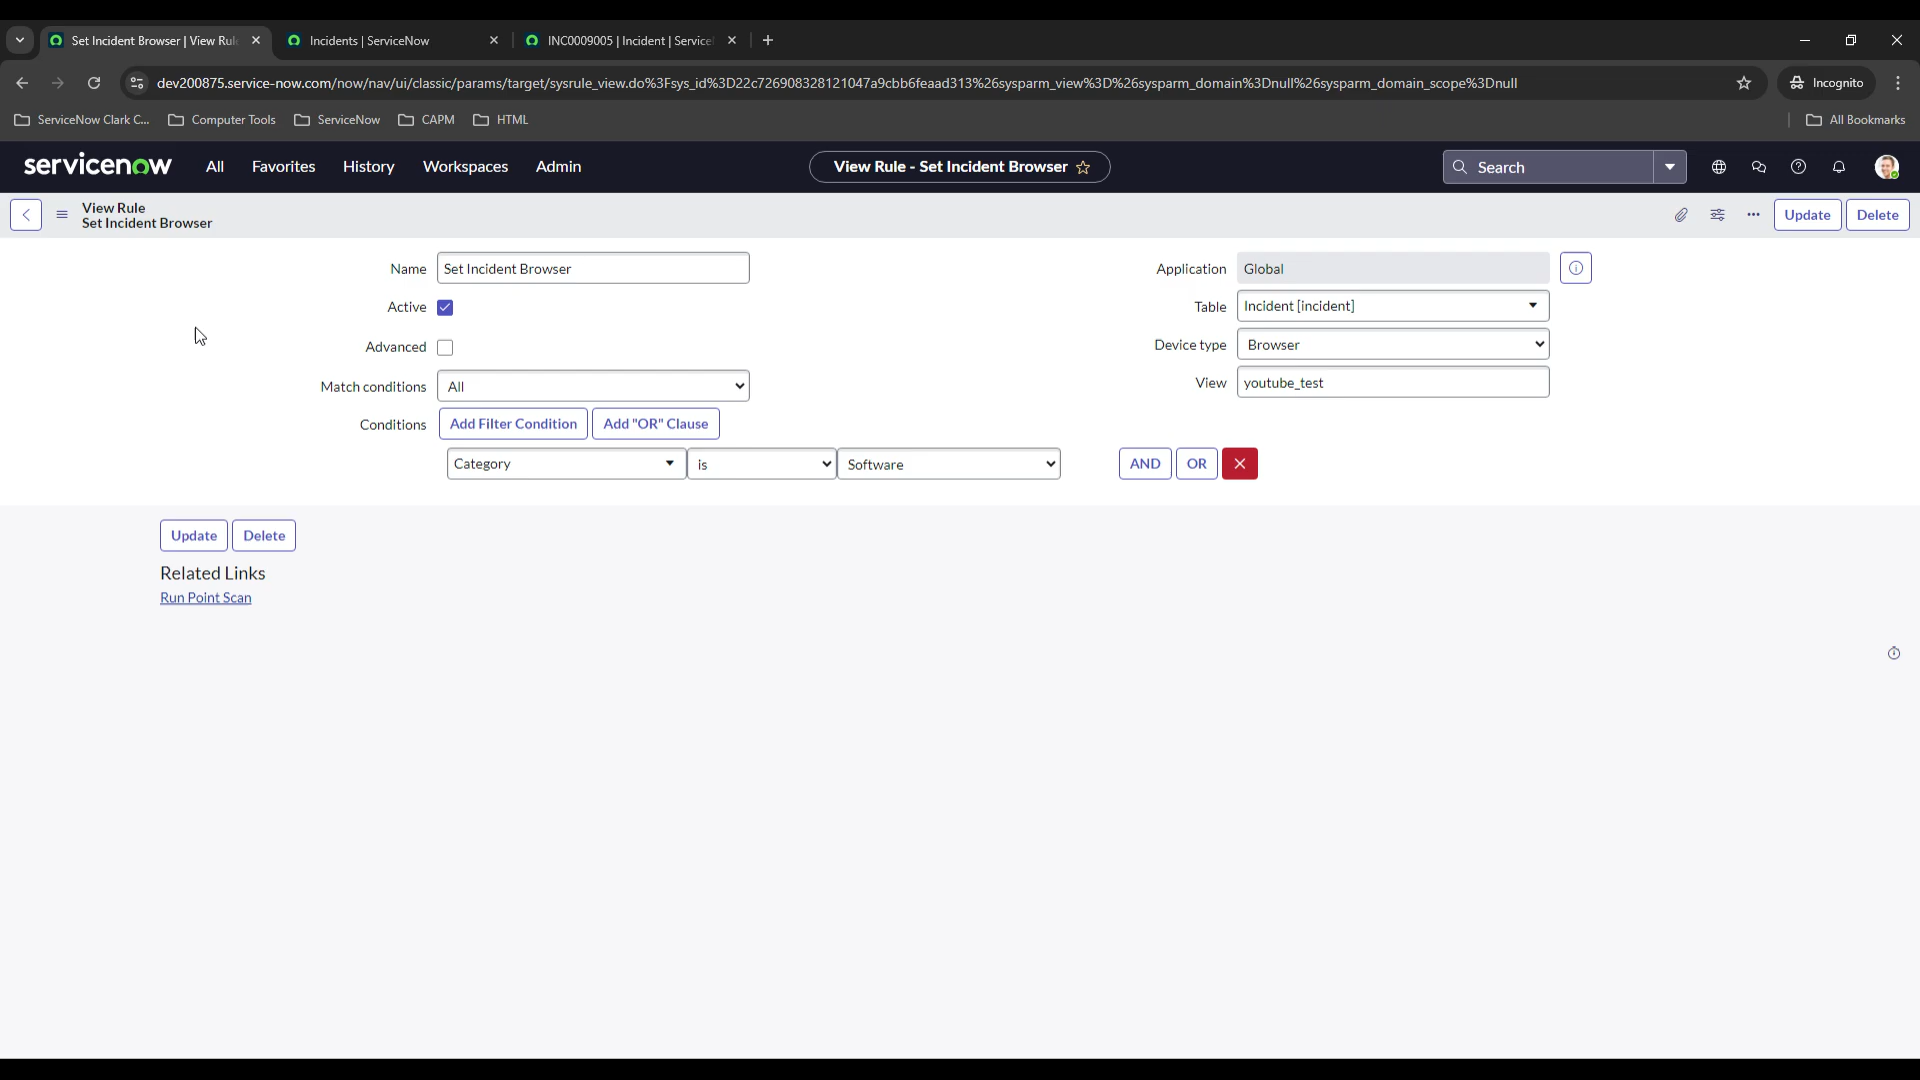 Set Incident Browser | View Rul
Incidents | ServiceNow
INC0009005 | Incident | Service
dev200875.service-now.com/now/nav/ui/classic/params/target/sysrule_view.do%3Fsys_id%3D22c726908328121047a9cbb6feaad313%26sysparm_view%3D%26sysparm_domain%3Dnull%26sysparm_domain_scope%3Dnull
Incognito
ServiceNow Clark C...
Computer Tools
ServiceNow
CAPM
HTML
All Bookmarks
servicenow
All
Favorites
History
Workspaces
Admin
View Rule - Set Incident Browser
Search
View Rule
Set Incident Browser
Update
Delete
Name
Set Incident Browser
Application
Global
Active
Table
Incident [incident]
Advanced
Device type
Browser
Match conditions
All
View
youtube_test
Conditions
Add Filter Condition
Add "OR" Clause
Category
is
Software
AND
OR
Update
Delete
Related Links
Run Point Scan